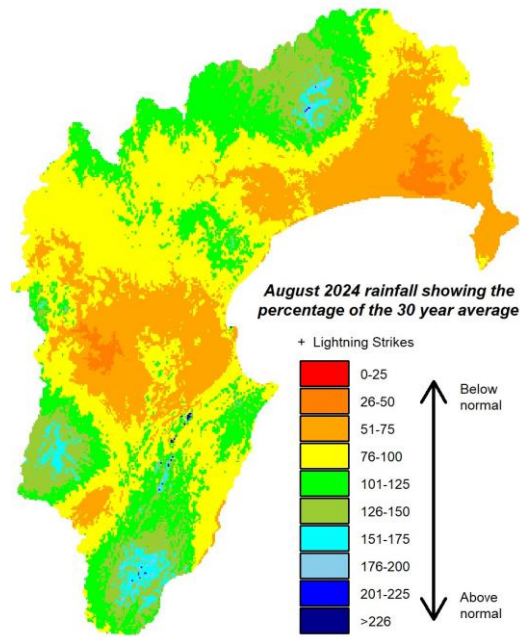 August 2024 rainfall showing the
percentage of the 30 year average
+ Lightning Strikes
0-25
26-50
51-75
76-100
101-125
126-150
151-175
176-200
201-225
>226
Below
normal
Above
normal